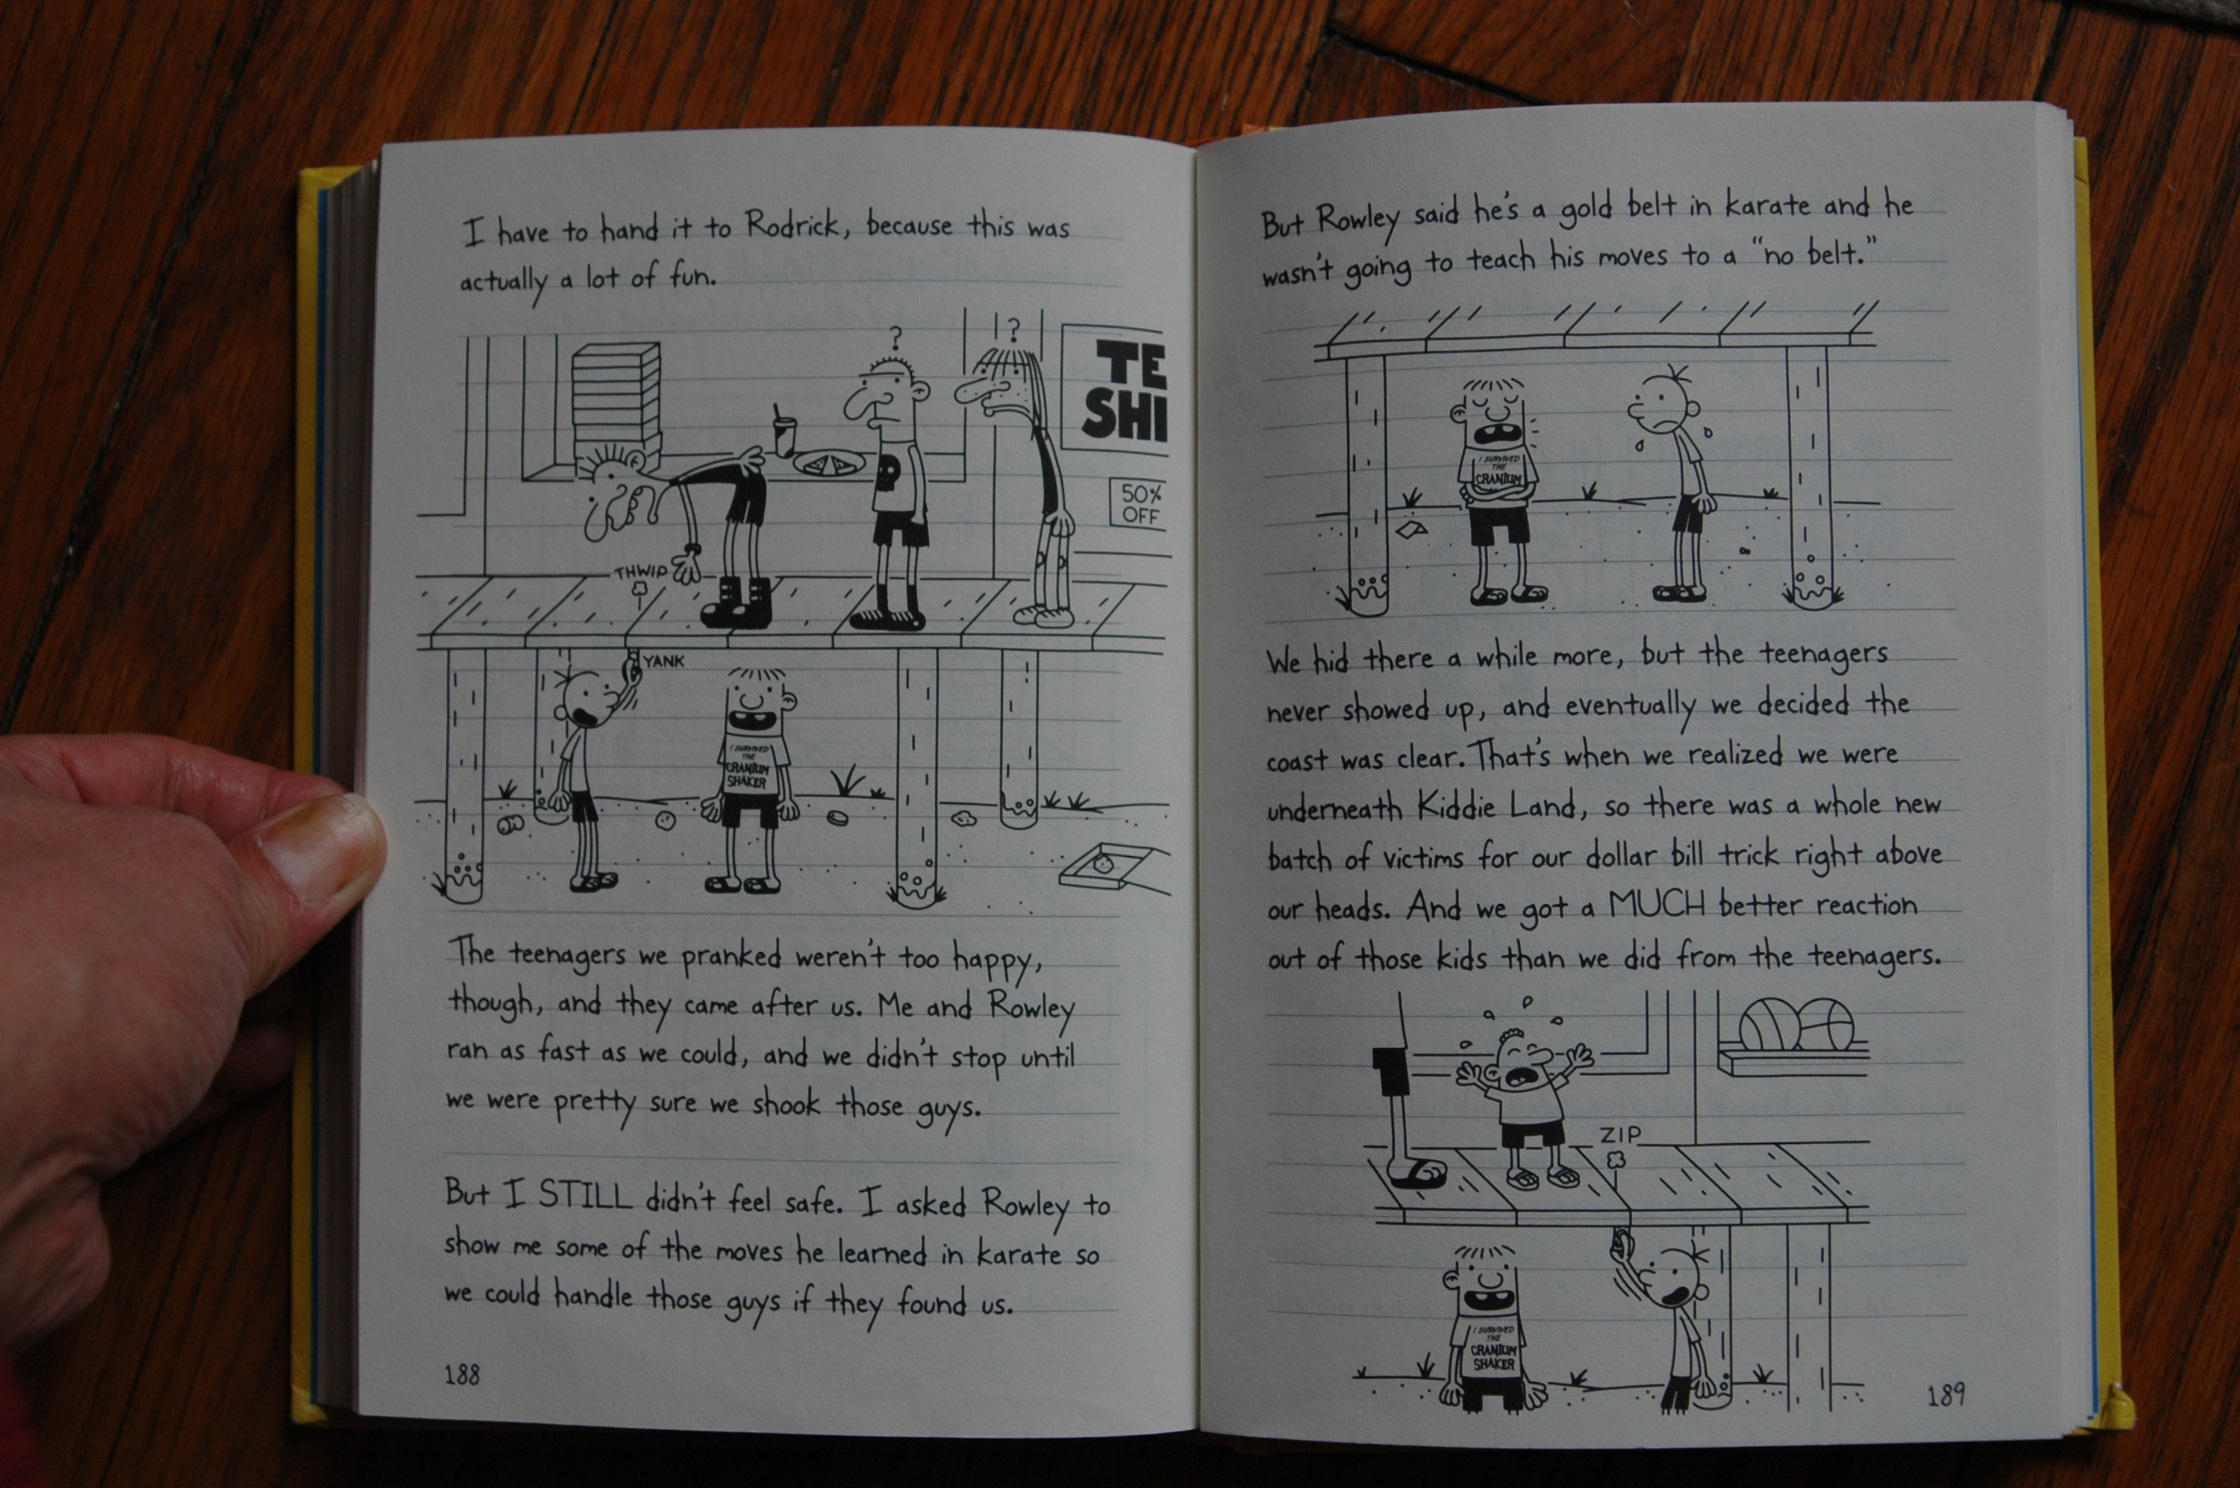 I have to hand it to Rodrick, because this was
actually a lot of fun.
?
!?
TE
SHI
50%
OFF
THWIP
YANK
I SURVIVED
THE
CRANIUM
SHAKER
The teenagers we pranked weren't too happy,
though, and they came after us. Me and Rowley
ran as fast as we could, and we didn't stop until
we were pretty sure we shook those guys.
But I STILL didn't feel safe. I asked Rowley to
show me some of the moves he learned in karate so
we could handle those guys if they found us.
188
But Rowley said he's a gold belt in karate and he
wasn't going to teach his moves to a "no belt."
I SURVIVED
THE
CRANIUM
We hid there a while more, but the teenagers
never showed up, and eventually we decided the
coast was clear. That's when we realized we were
underneath Kiddie Land, so there was a whole new
batch of victims for our dollar bill trick right above
our heads. And we got a MUCH better reaction
out of those kids than we did from the teenagers.
ZIP
I SURVIVED
THE
CRANIUM
SHAKER
189